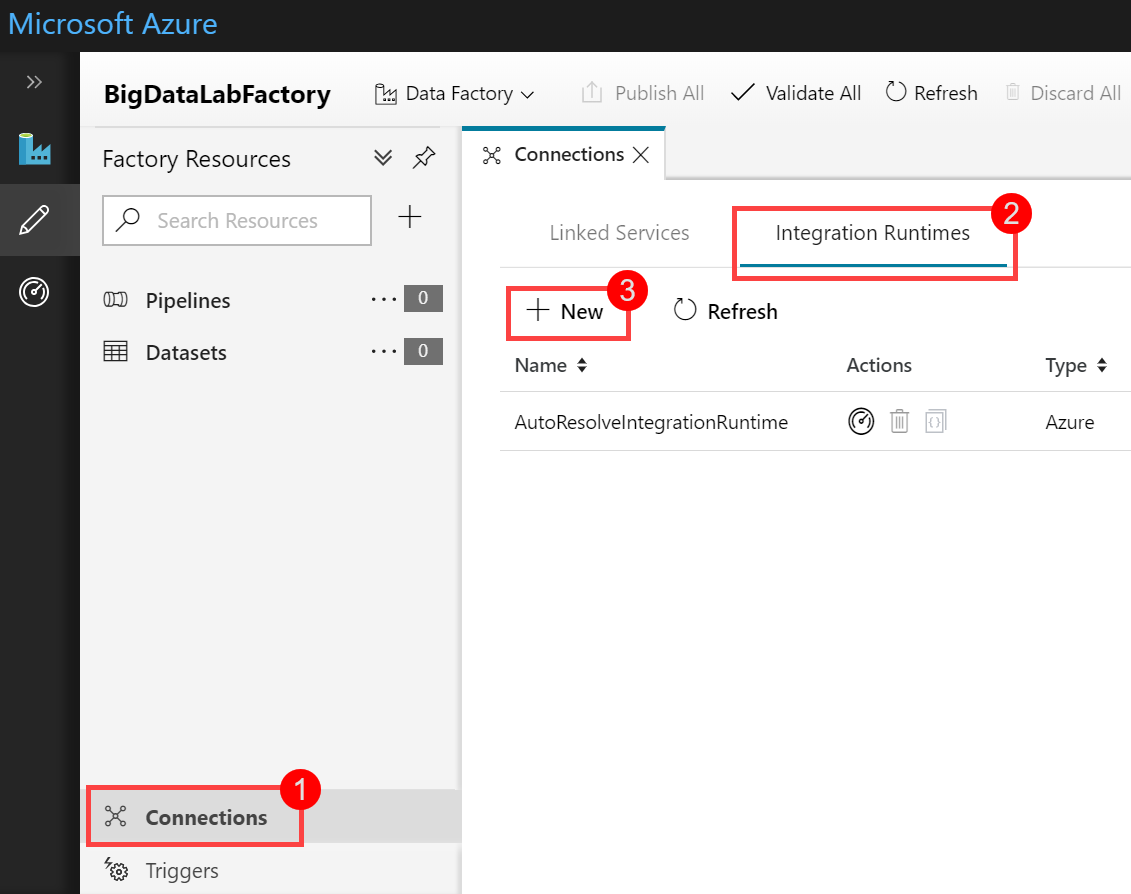 Microsoft Azure
BigDataLabFactory
Data Factory
Publish All
Validate All
Refresh
Discard All
Factory Resources
Search Resources
Pipelines
0
Datasets
0
1
Connections
Triggers
Connections
Linked Services
Integration Runtimes
2
New
3
Refresh
Name
Actions
Type
AutoResolveIntegrationRuntime
Azure